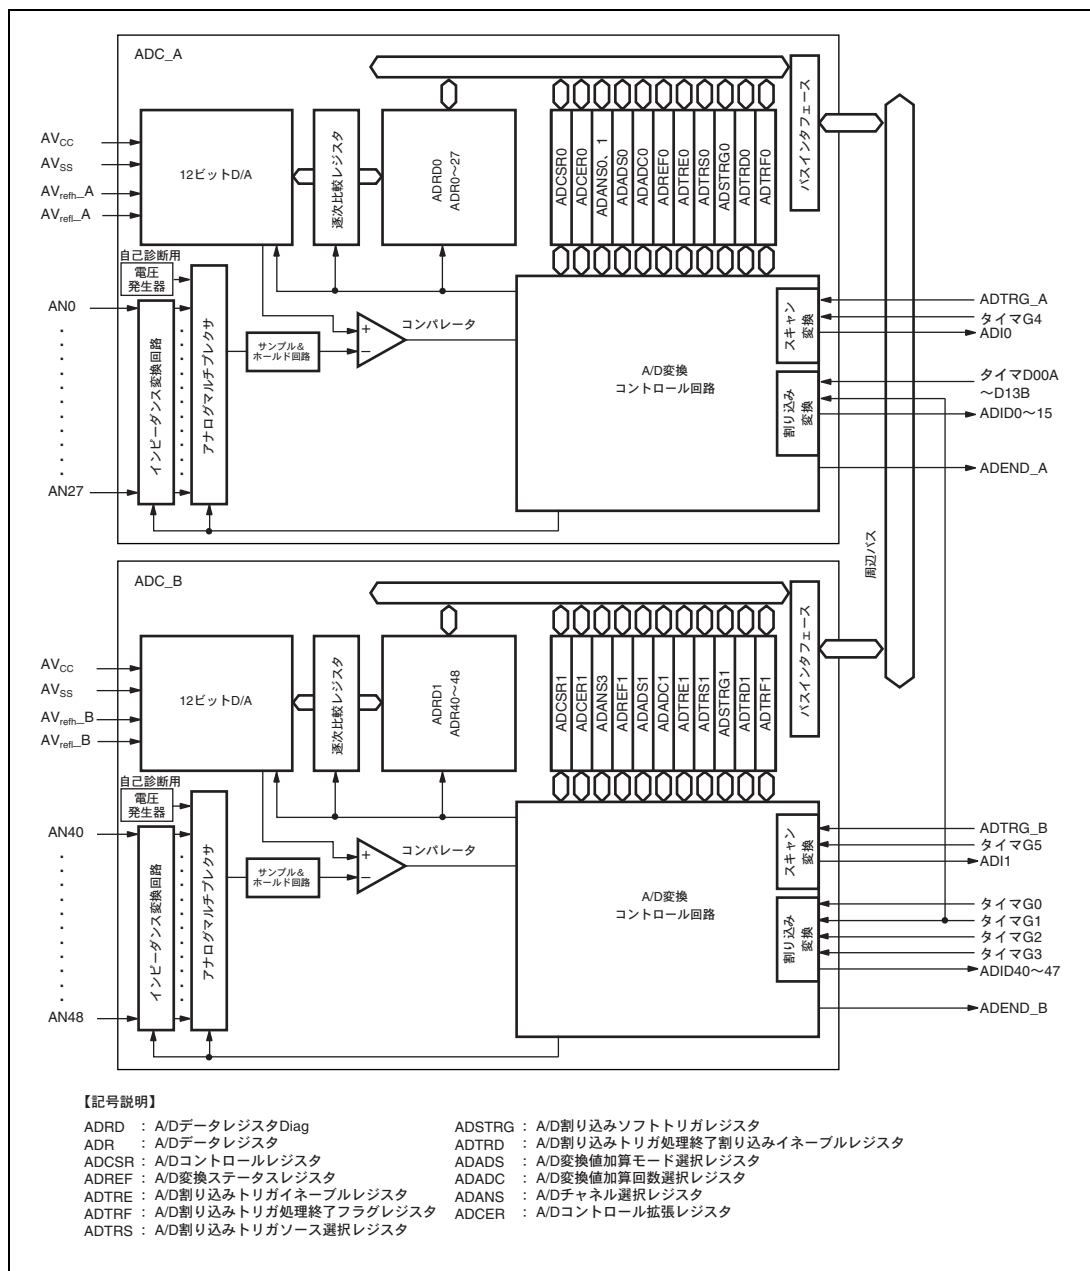 ADC_A
AVCC
AVSS
AVrefh_A
AVrefl_A
12ビットD/A
逐次比較レジスタ
ADRD0
ADR0～27
ADCSR0
ADCER0
ADANS0、1
ADADS0
ADADC0
ADREF0
ADTRE0
ADTRS0
ADSTRG0
ADTRD0
ADTRF0
バスインタフェース
自己診断用
電圧
発生器
AN0
AN27
インピーダンス変換回路
アナログマルチプレクサ
サンプル&
ホールド回路
+
−
コンパレータ
A/D変換
コントロール回路
スキャン
変換
割り込み
変換
ADTRG_A
タイマG4
ADI0
タイマD00A
～D13B
ADID0～15
ADEND_A
周辺バス
ADC_B
AVCC
AVSS
AVrefh_B
AVrefl_B
12ビットD/A
逐次比較レジスタ
ADRD1
ADR40～48
ADCSR1
ADCER1
ADANS3
ADREF1
ADADS1
ADADC1
ADTRE1
ADTRS1
ADSTRG1
ADTRD1
ADTRF1
バスインタフェース
自己診断用
電圧
発生器
AN40
AN48
インピーダンス変換回路
アナログマルチプレクサ
サンプル&
ホールド回路
+
−
コンパレータ
A/D変換
コントロール回路
スキャン
変換
割り込み
変換
ADTRG_B
タイマG5
ADI1
タイマG0
タイマG1
タイマG2
タイマG3
ADID40～47
ADEND_B
【記号説明】
ADRD : A/DデータレジスタDiag
ADR : A/Dデータレジスタ
ADCSR : A/Dコントロールレジスタ
ADREF : A/D変換ステータスレジスタ
ADTRE : A/D割り込みトリガイネーブルレジスタ
ADTRF : A/D割り込みトリガ処理終了フラグレジスタ
ADTRS : A/D割り込みトリガソース選択レジスタ
ADSTRG : A/D割り込みソフトトリガレジスタ
ADTRD : A/D割り込みトリガ処理終了割り込みイネーブルレジスタ
ADADS : A/D変換値加算モード選択レジスタ
ADADC : A/D変換値加算回数選択レジスタ
ADANS : A/Dチャネル選択レジスタ
ADCER : A/Dコントロール拡張レジスタ